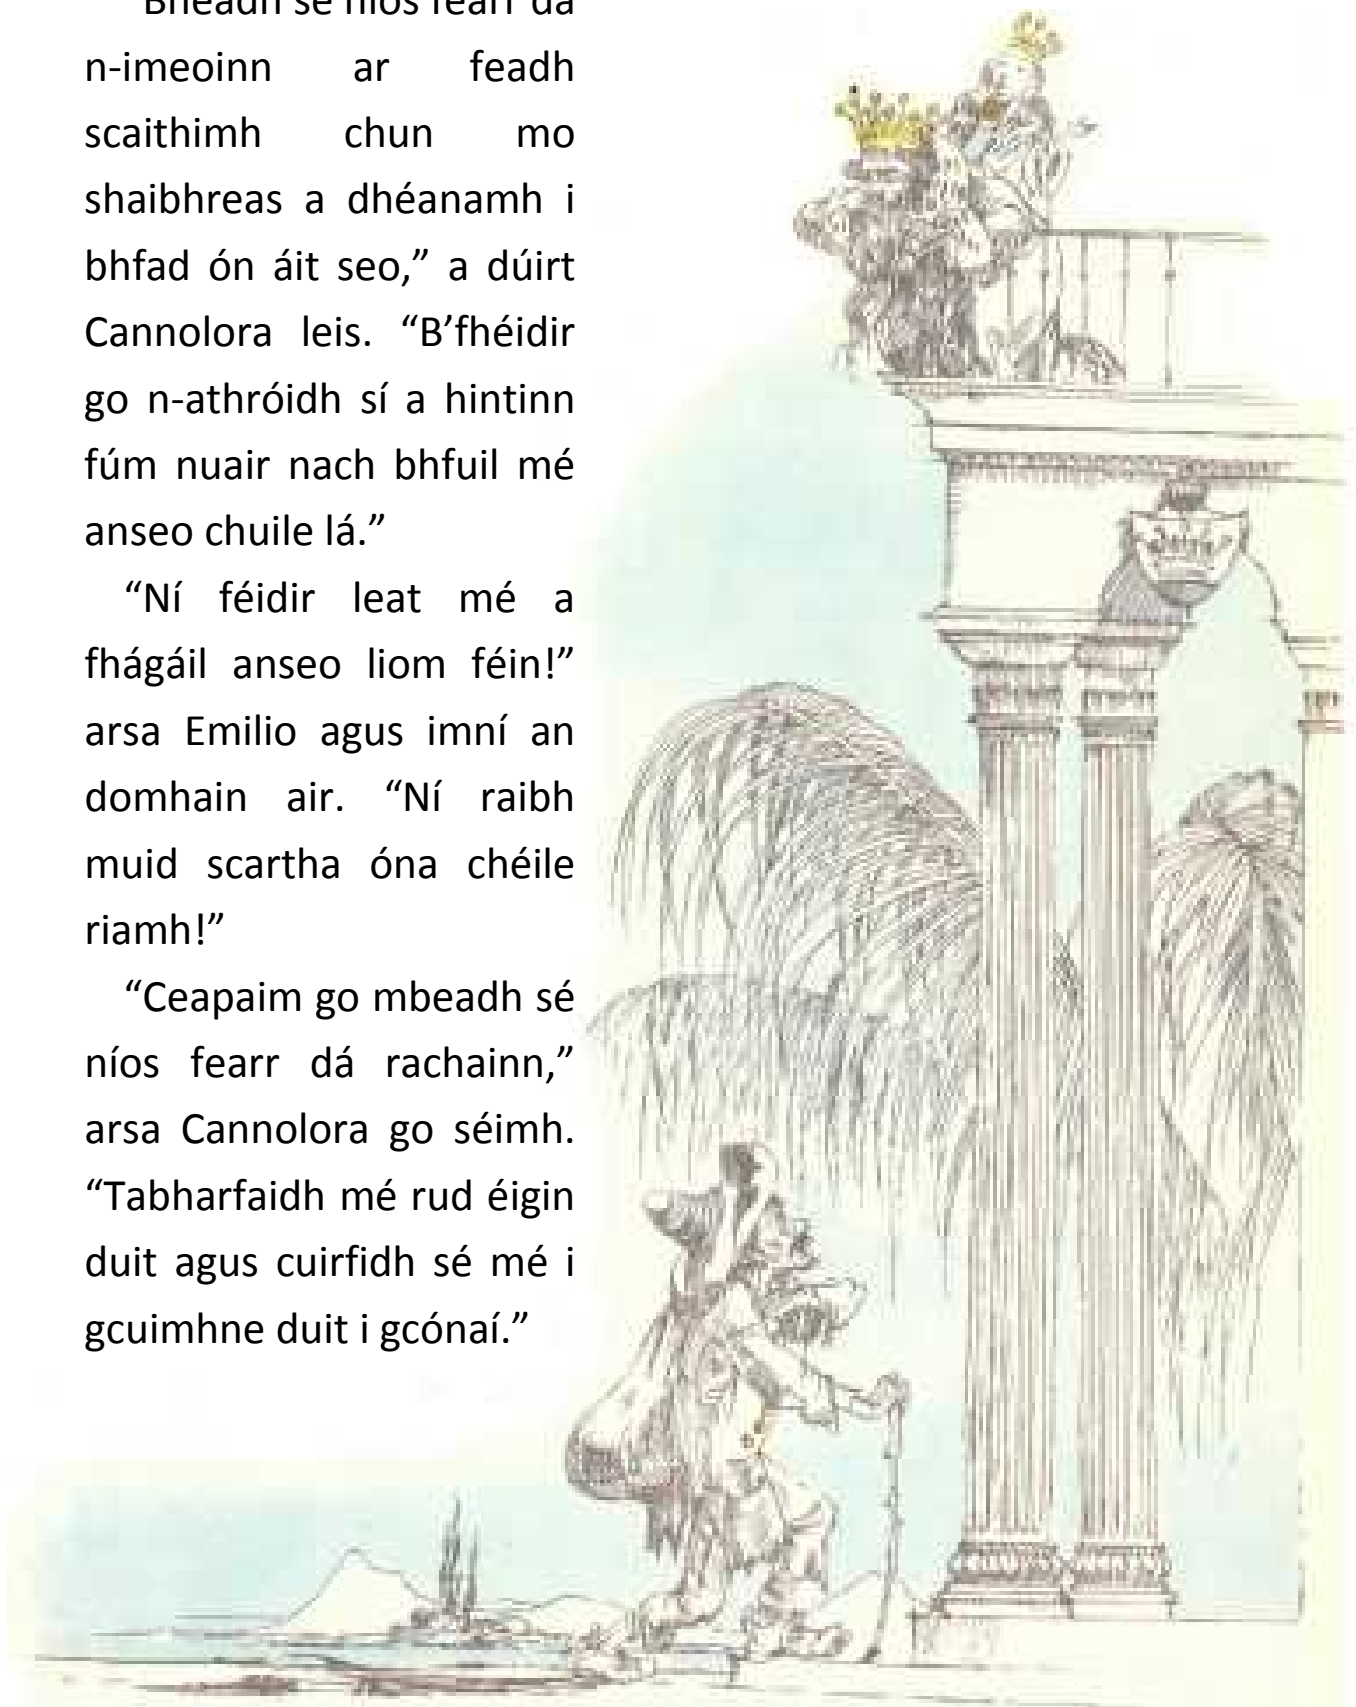 “Bheadh sé níos fearr dá
n-imeoinn ar feadh
scaithimh chun mo
shaibhreas a dhéanamh i
bhfad ón áit seo,” a dúirt
Cannolora leis. “B’fhéidir
go n-athróidh sí a hintinn
fúm nuair nach bhfuil mé
anseo chuile lá.”
“Ní féidir leat mé a
fhágáil anseo liom féin!”
arsa Emilio agus imní an
domhain air. “Ní raibh
muid scartha óna chéile
riamh!”
“Ceapaim go mbeadh sé
níos fearr dá rachainn,”
arsa Cannolora go séimh.
“Tabharfaidh mé rud éigin
duit agus cuirfidh sé mé i
gcuimhne duit i gcónaí.”